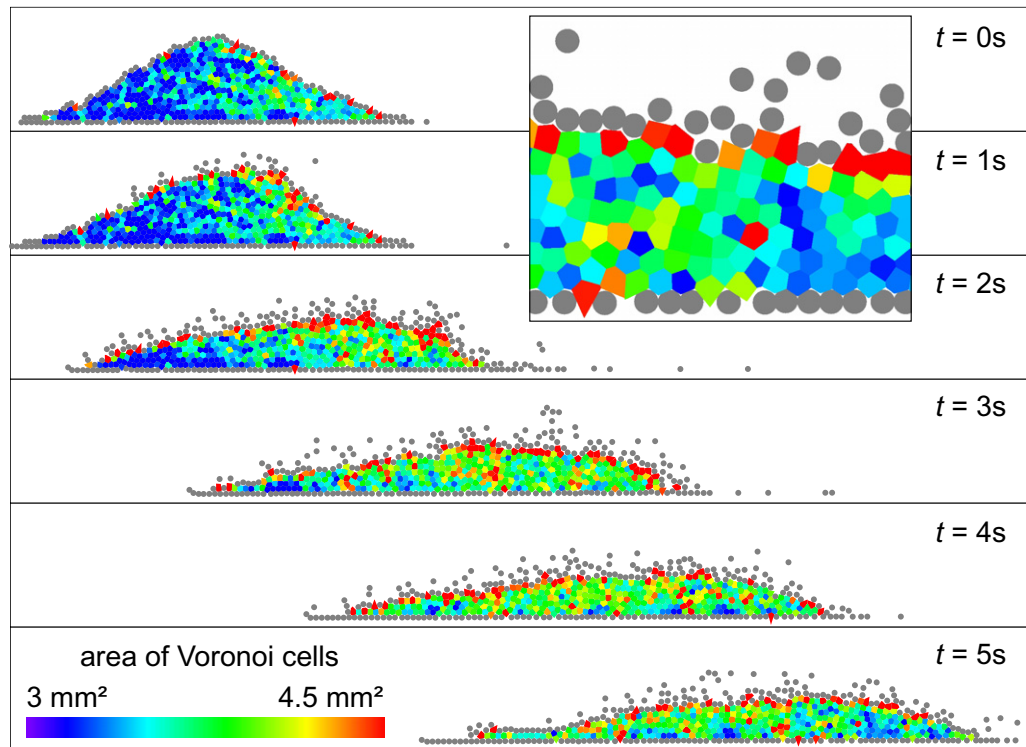 t = 0s
t = 1s
t = 2s
t = 3s
t = 4s
t = 5s
area of Voronoi cells
3 mm² 4.5 mm²